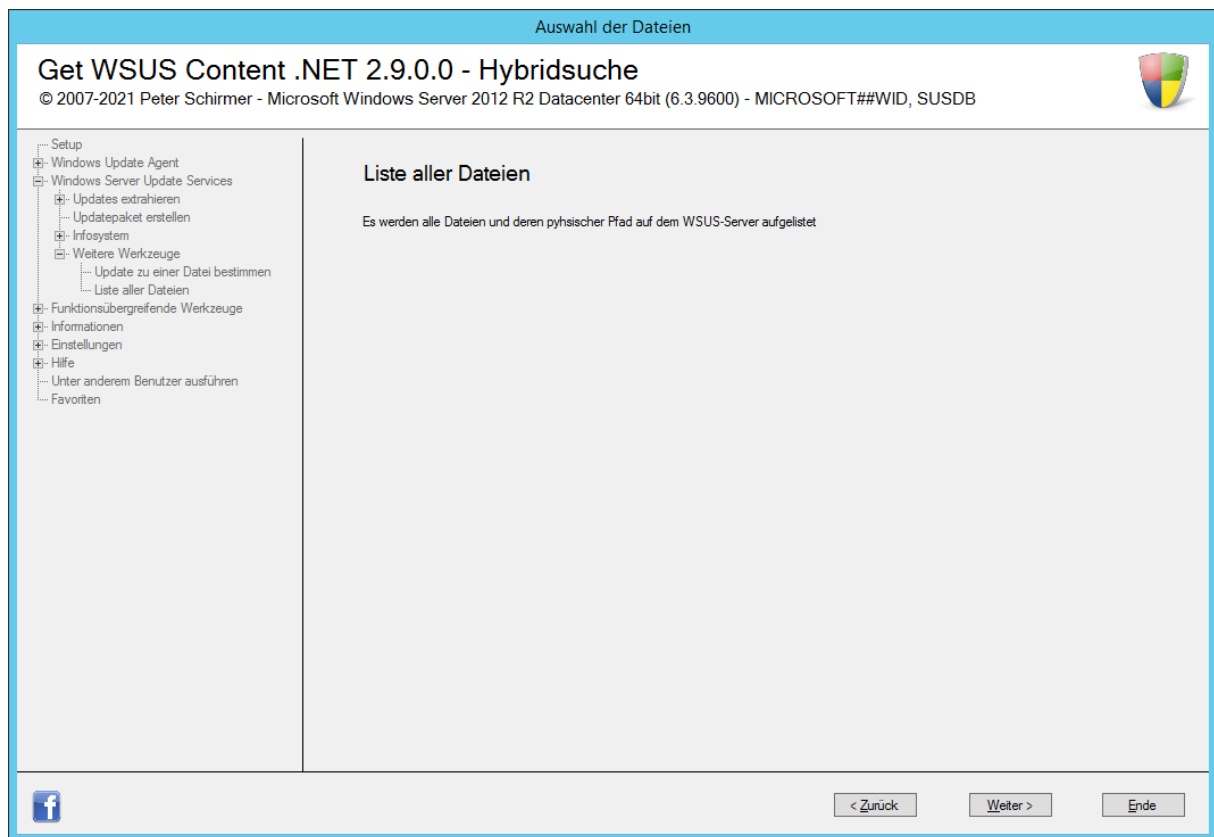 Auswahl der Dateien
Get WSUS Content .NET 2.9.0.0 - Hybridsuche
© 2007-2021 Peter Schirmer - Microsoft Windows Server 2012 R2 Datacenter 64bit (6.3.9600) - MICROSOFT##WID, SUSDB
Setup
Windows Update Agent
Windows Server Update Services
Updates extrahieren
Updatepaket erstellen
Infosystem
Weitere Werkzeuge
Update zu einer Datei bestimmen
Liste aller Dateien
Funktionsübergreifende Werkzeuge
Informationen
Einstellungen
Hilfe
Unter anderem Benutzer ausführen
Favoriten
Liste aller Dateien
Es werden alle Dateien und deren pyhsischer Pfad auf dem WSUS-Server aufgelistet
f
< Zurück
Weiter >
Ende